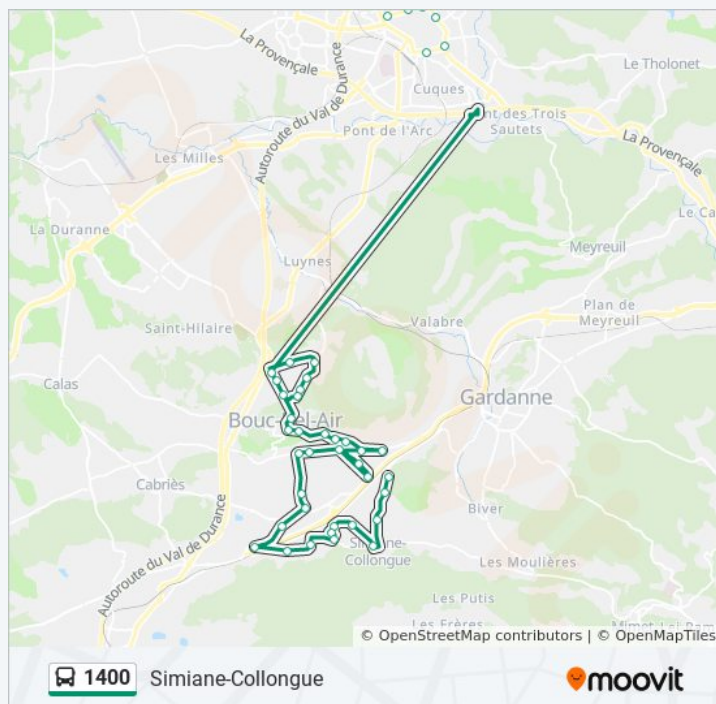 La Provençale
Autoroute du Val de Durance
Cuques
Le Tholonet
Pont de l'Arc
nt des Trois
Sautets
La Provençale
Les Milles
La Duranne
Le Ca
Meyreuil
Luynes
Valabre
Plan de
Meyreuil
Saint-Hilaire
Calas
Gardanne
Bouc-Bel-Air
Cabriès
Biver
Autoroute du Val de Durance
Simiane-
Collongue
Les Moulières
Les Putis
Les Frères
© OpenStreetMap contributors | © OpenMapTiles
1400 Simiane-Collongue
moovit